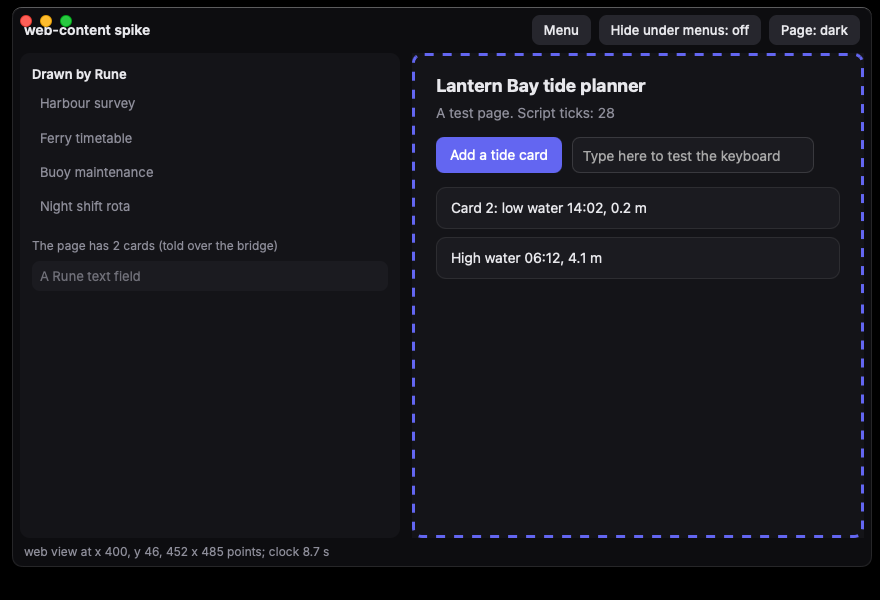 web-content spike
Menu
Hide under menus: off
Page: dark
Drawn by Rune
Harbour survey
Ferry timetable
Buoy maintenance
Night shift rota
The page has 2 cards (told over the bridge)
A Rune text field
Lantern Bay tide planner
A test page. Script ticks: 28
Add a tide card
Type here to test the keyboard
Card 2: low water 14:02, 0.2 m
High water 06:12, 4.1 m
web view at x 400, y 46, 452 x 485 points; clock 8.7 s